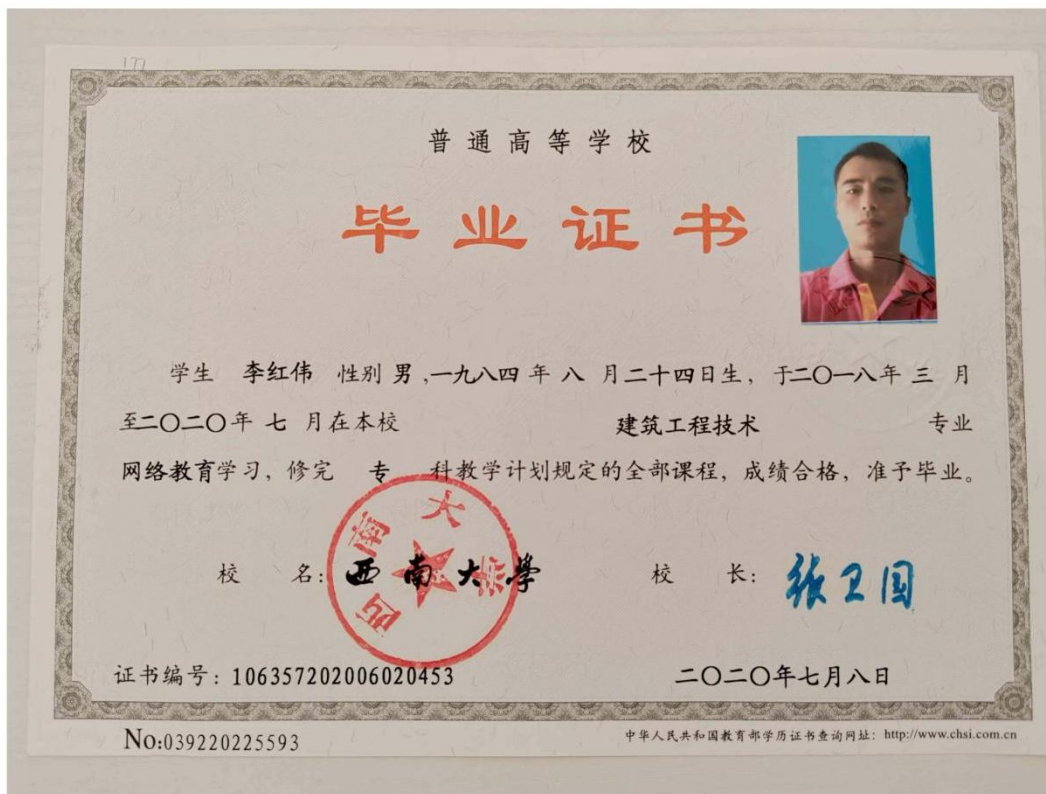 177
普通高等学校
毕业证书
学生 李红伟 性别 男 ,一九八四 年 八 月二十四日生，于二〇一八年 三 月
至二〇二〇年 七 月在本校 建筑工程技术 专业
网络教育学习，修完 专 科教学计划规定的全部课程，成绩合格，准予毕业。
校 名: 西南大學 校 长: 张卫国
西南大学
证书编号: 106357202006020453 二〇二〇年七月八日
No:039220225593 中华人民共和国教育部学历证书查询网址: http://www.chsi.com.cn